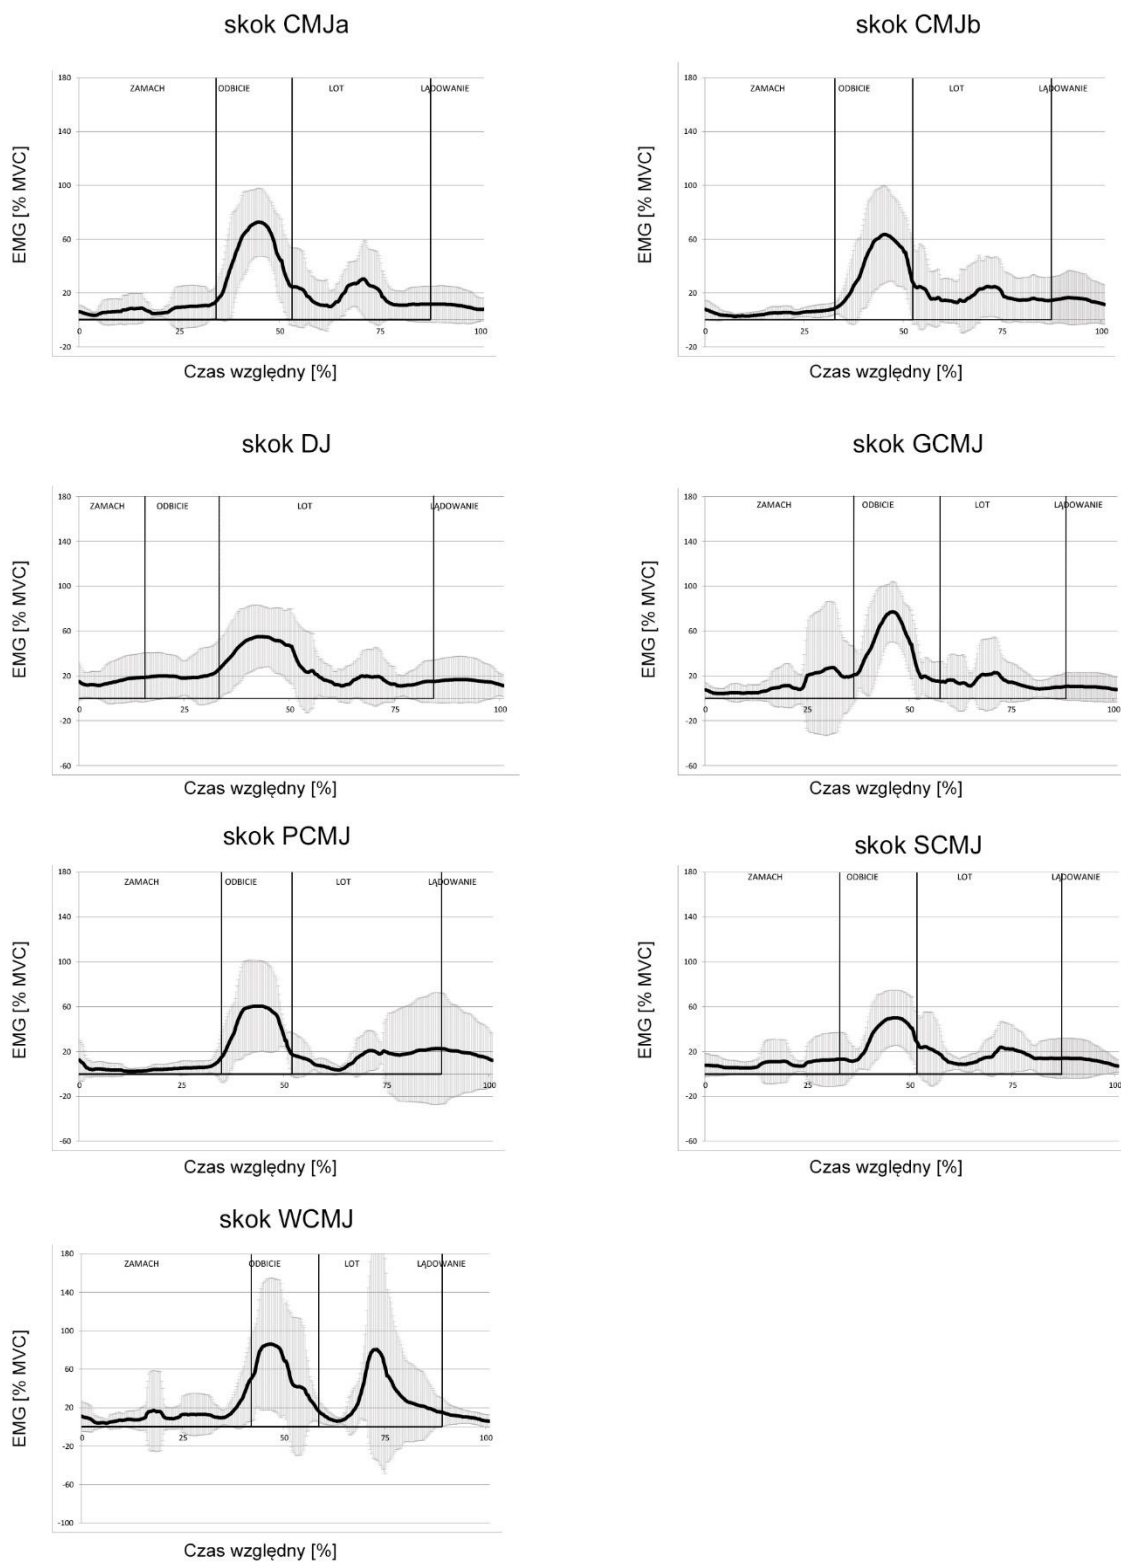 skok CMJa
180
140
100
60
20
-20
EMG [% MVC]
ZAMACH ODBICIE LOT LĄDOWANIE
0 25 50 75 100
Czas względny [%]
skok CMJb
180
140
100
60
20
-20
EMG [% MVC]
ZAMACH ODBICIE LOT LĄDOWANIE
0 25 50 75 100
Czas względny [%]
skok DJ
180
140
100
60
20
-20
-60
EMG [% MVC]
ZAMACH ODBICIE LOT LĄDOWANIE
0 25 50 75 100
Czas względny [%]
skok GCMJ
180
140
100
60
20
-20
-60
EMG [% MVC]
ZAMACH ODBICIE LOT LĄDOWANIE
0 25 50 75 100
Czas względny [%]
skok PCMJ
180
140
100
60
20
-20
-60
EMG [% MVC]
ZAMACH ODBICIE LOT LĄDOWANIE
0 25 50 75 100
Czas względny [%]
skok SCMJ
180
140
100
60
20
-20
-60
EMG [% MVC]
ZAMACH ODBICIE LOT LĄDOWANIE
0 25 50 75 100
Czas względny [%]
skok WCMJ
180
140
100
60
20
-20
-60
-100
EMG [% MVC]
ZAMACH ODBICIE LOT LĄDOWANIE
0 25 50 75 100
Czas względny [%]